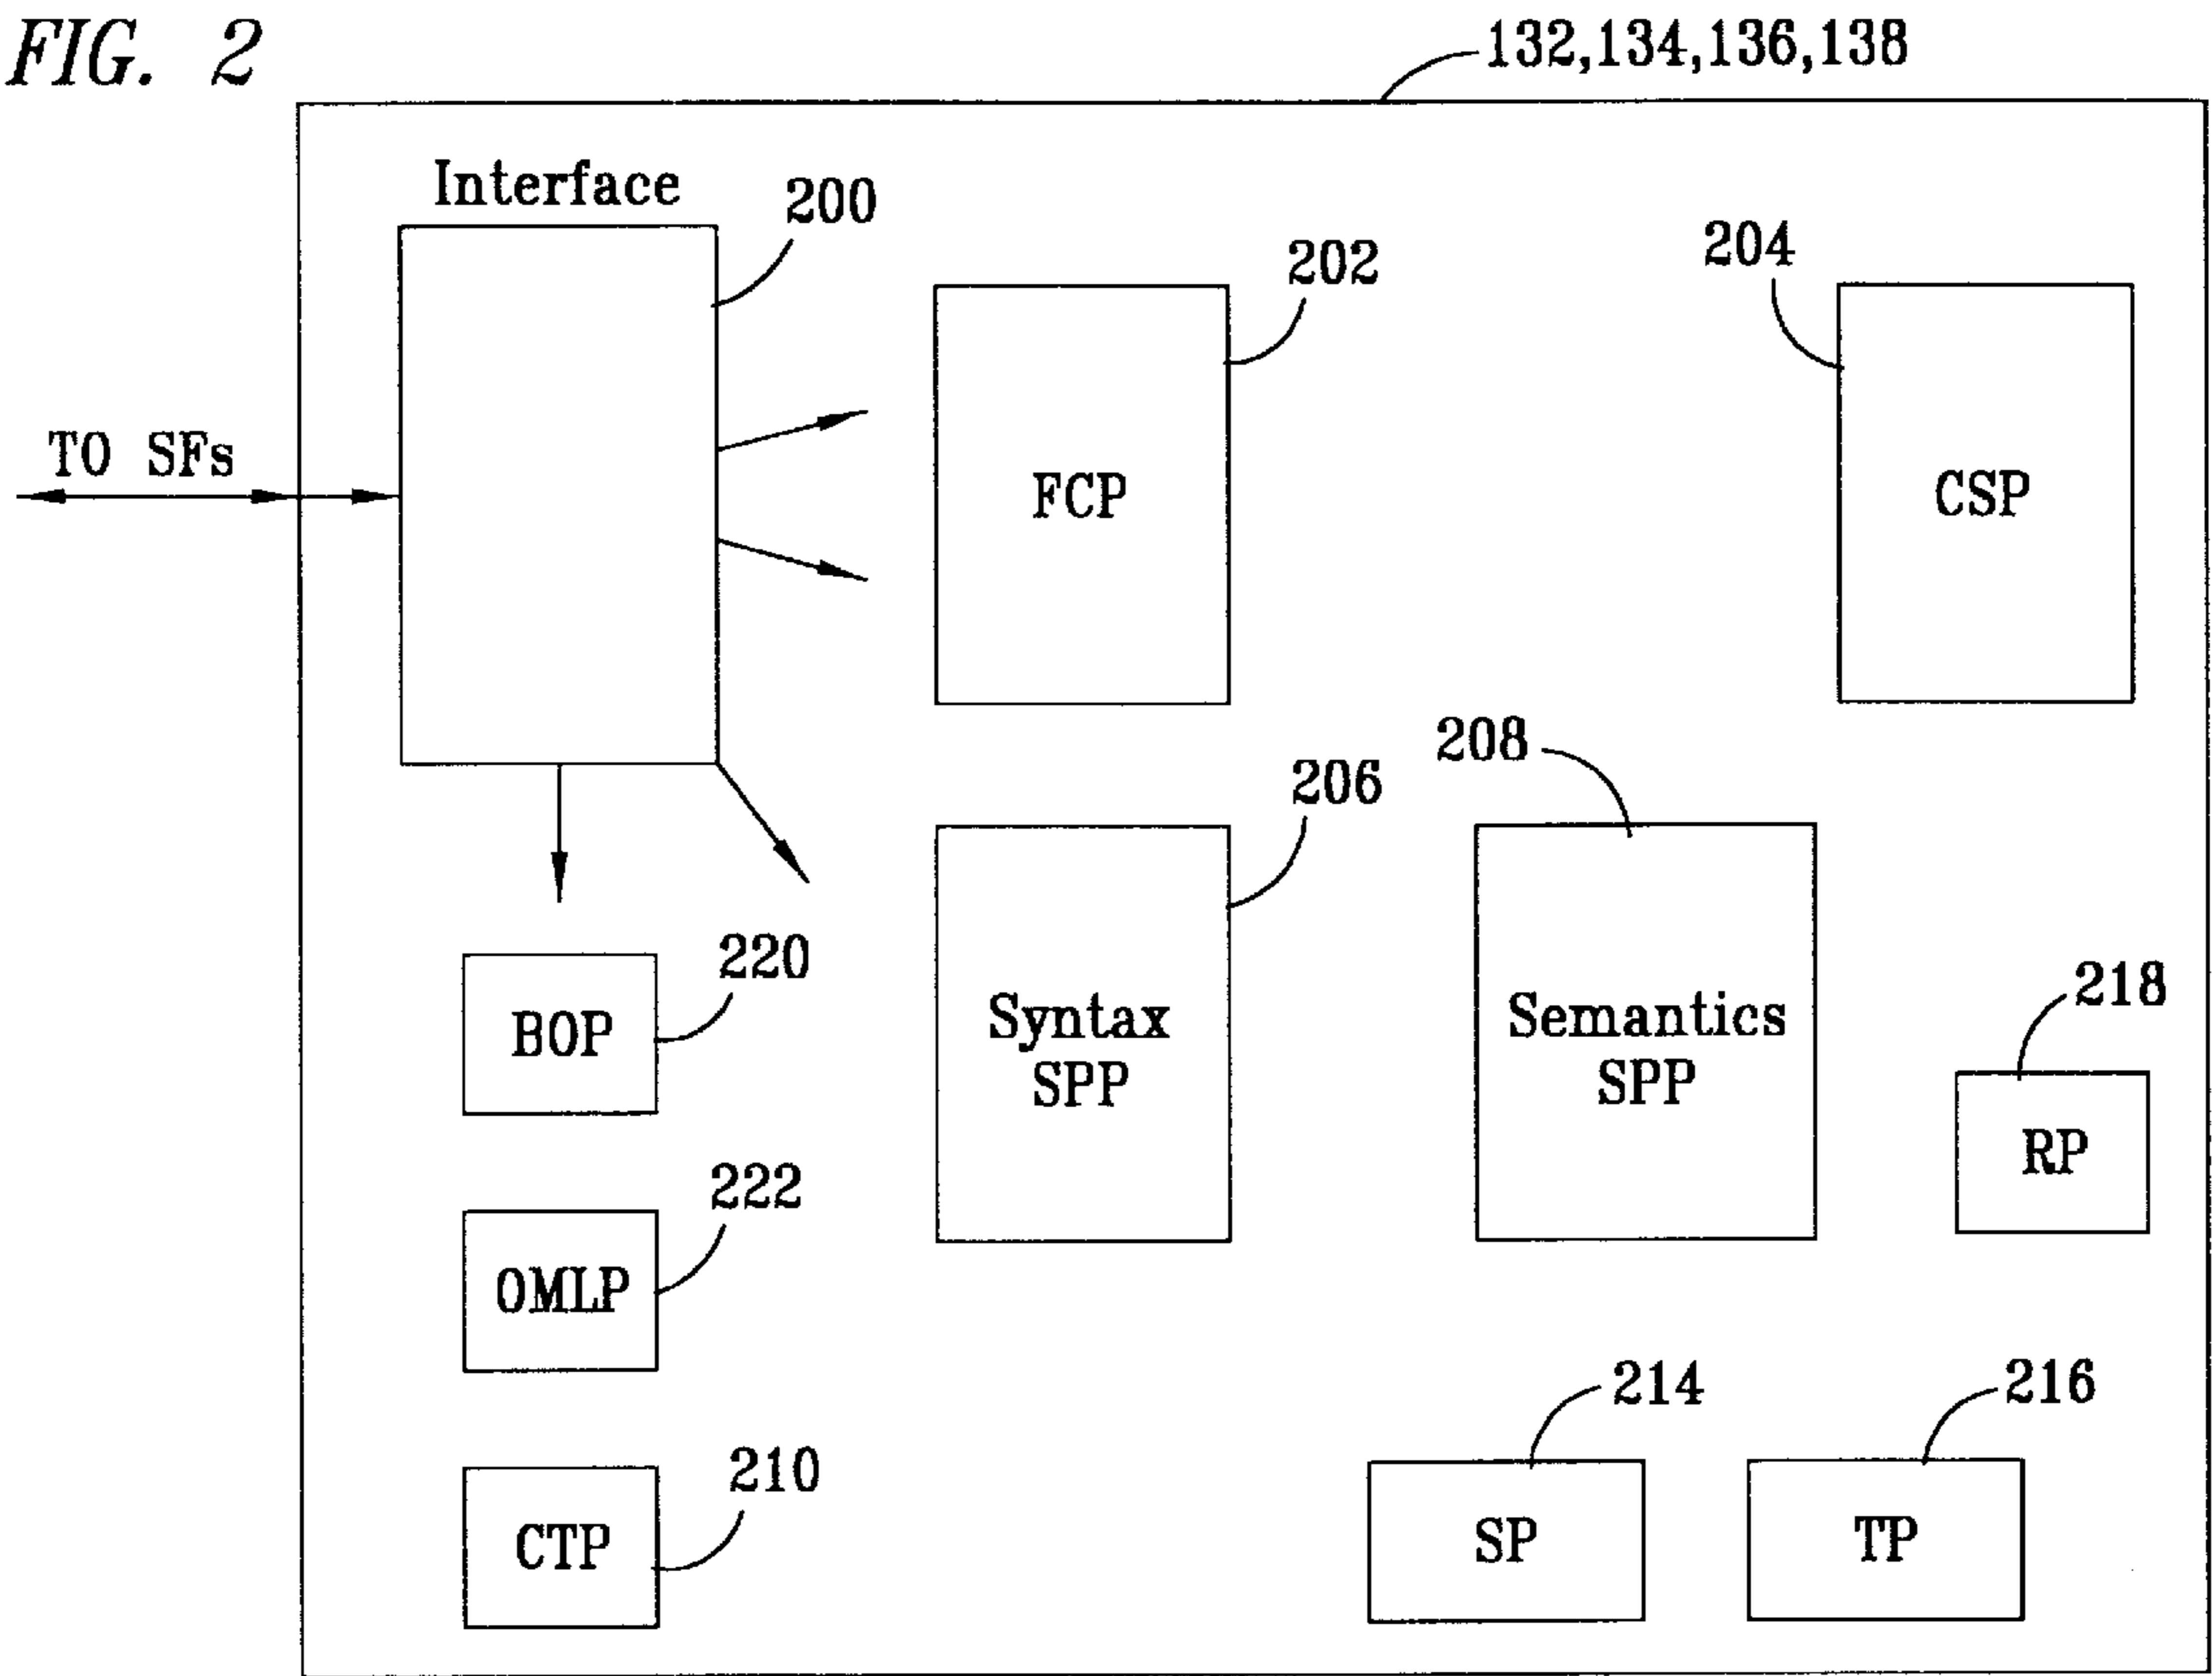 FIG. 2
132,134,136,138
Interface
200
202
204
TO SFs
FCP
CSP
208
206
220
BOP
Syntax
SPP
Semantics
SPP
218
RP
222
OMLP
214
216
210
CTP
SP
TP